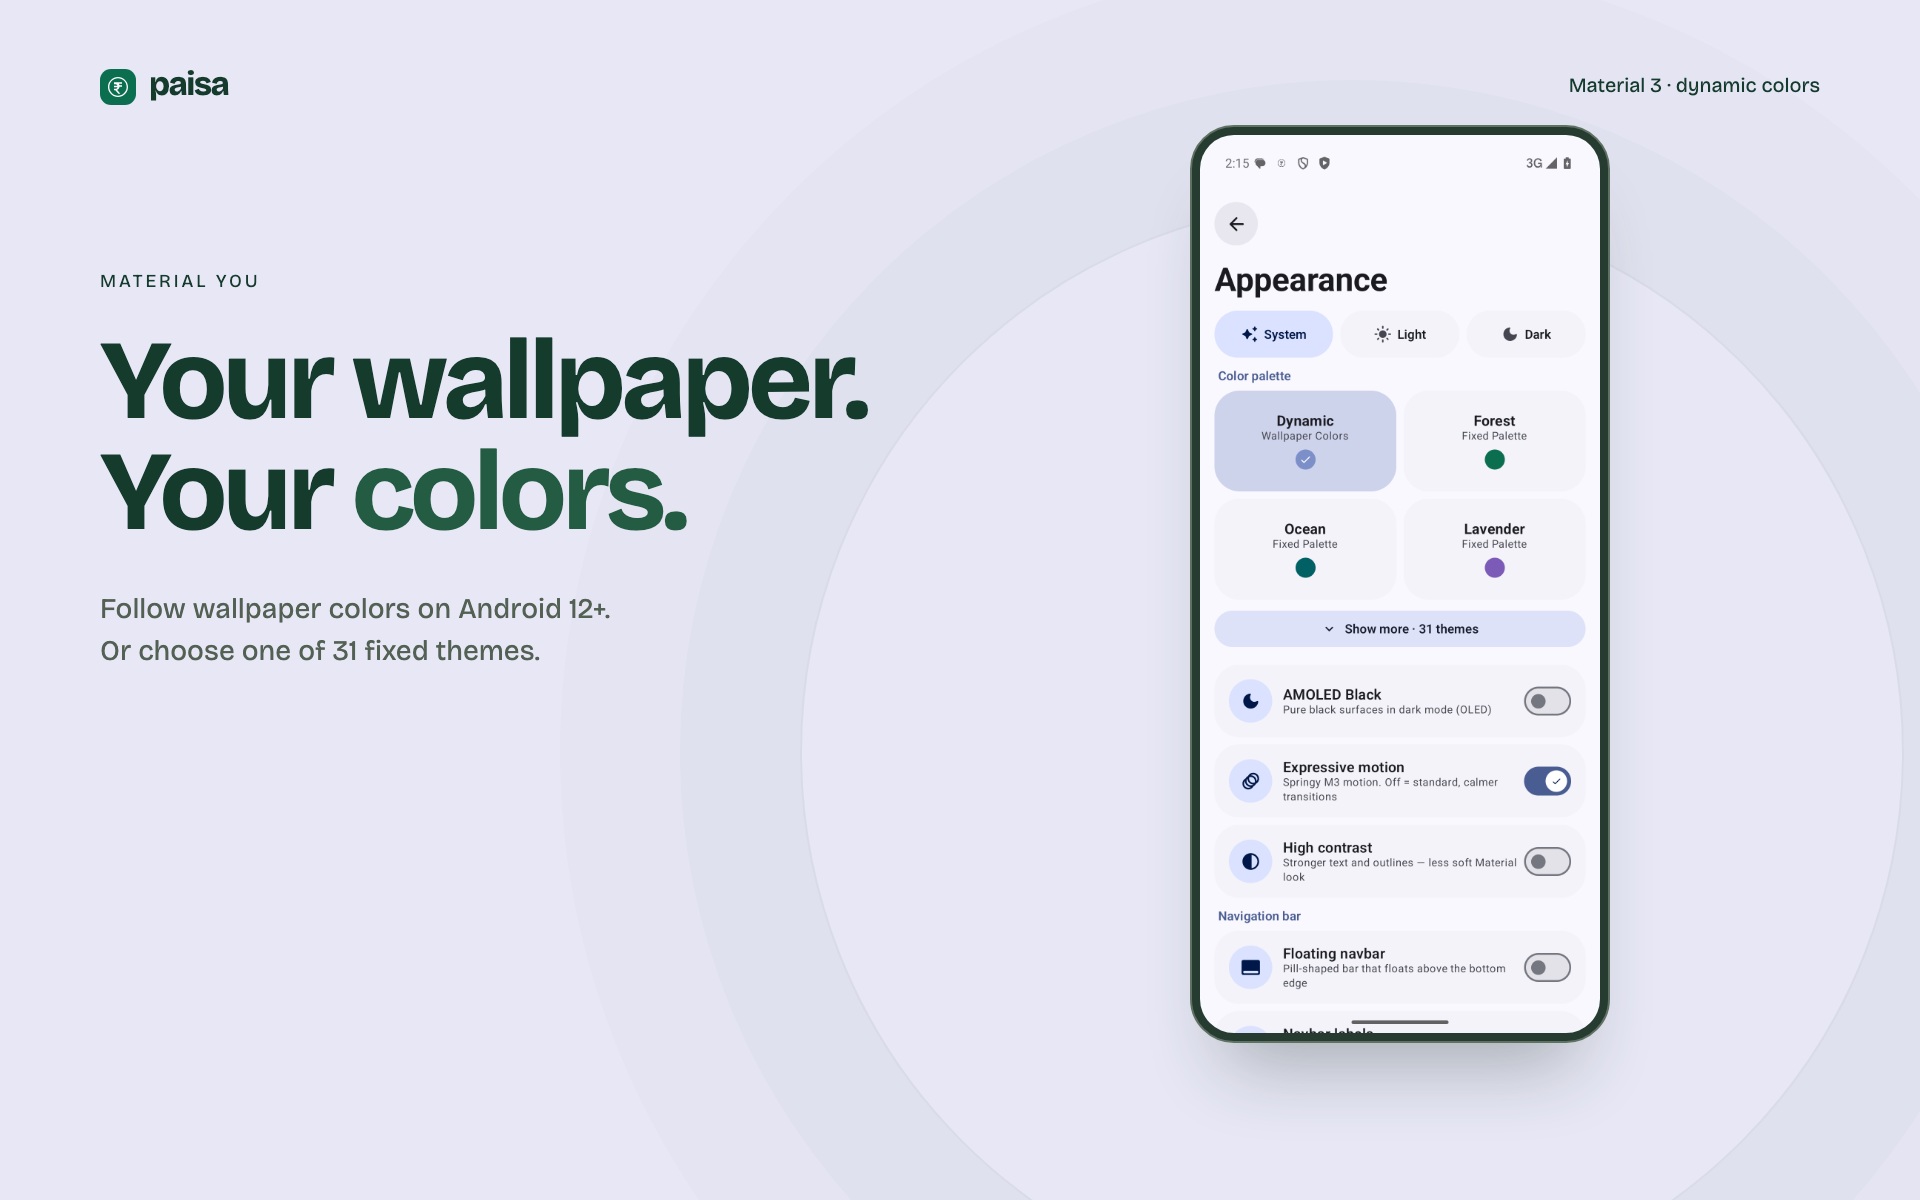 paisa
Material 3 · dynamic colors
MATERIAL YOU
Your wallpaper.
Your colors.
Follow wallpaper colors on Android 12+.
Or choose one of 31 fixed themes.
2:15
3G
Appearance
System
Light
Dark
Color palette
Dynamic
Wallpaper Colors
Forest
Fixed Palette
Ocean
Fixed Palette
Lavender
Fixed Palette
Show more · 31 themes
AMOLED Black
Pure black surfaces in dark mode (OLED)
Expressive motion
Springy M3 motion. Off = standard, calmer
transitions
High contrast
Stronger text and outlines — less soft Material
look
Navigation bar
Floating navbar
Pill-shaped bar that floats above the bottom
edge
Navbar labels